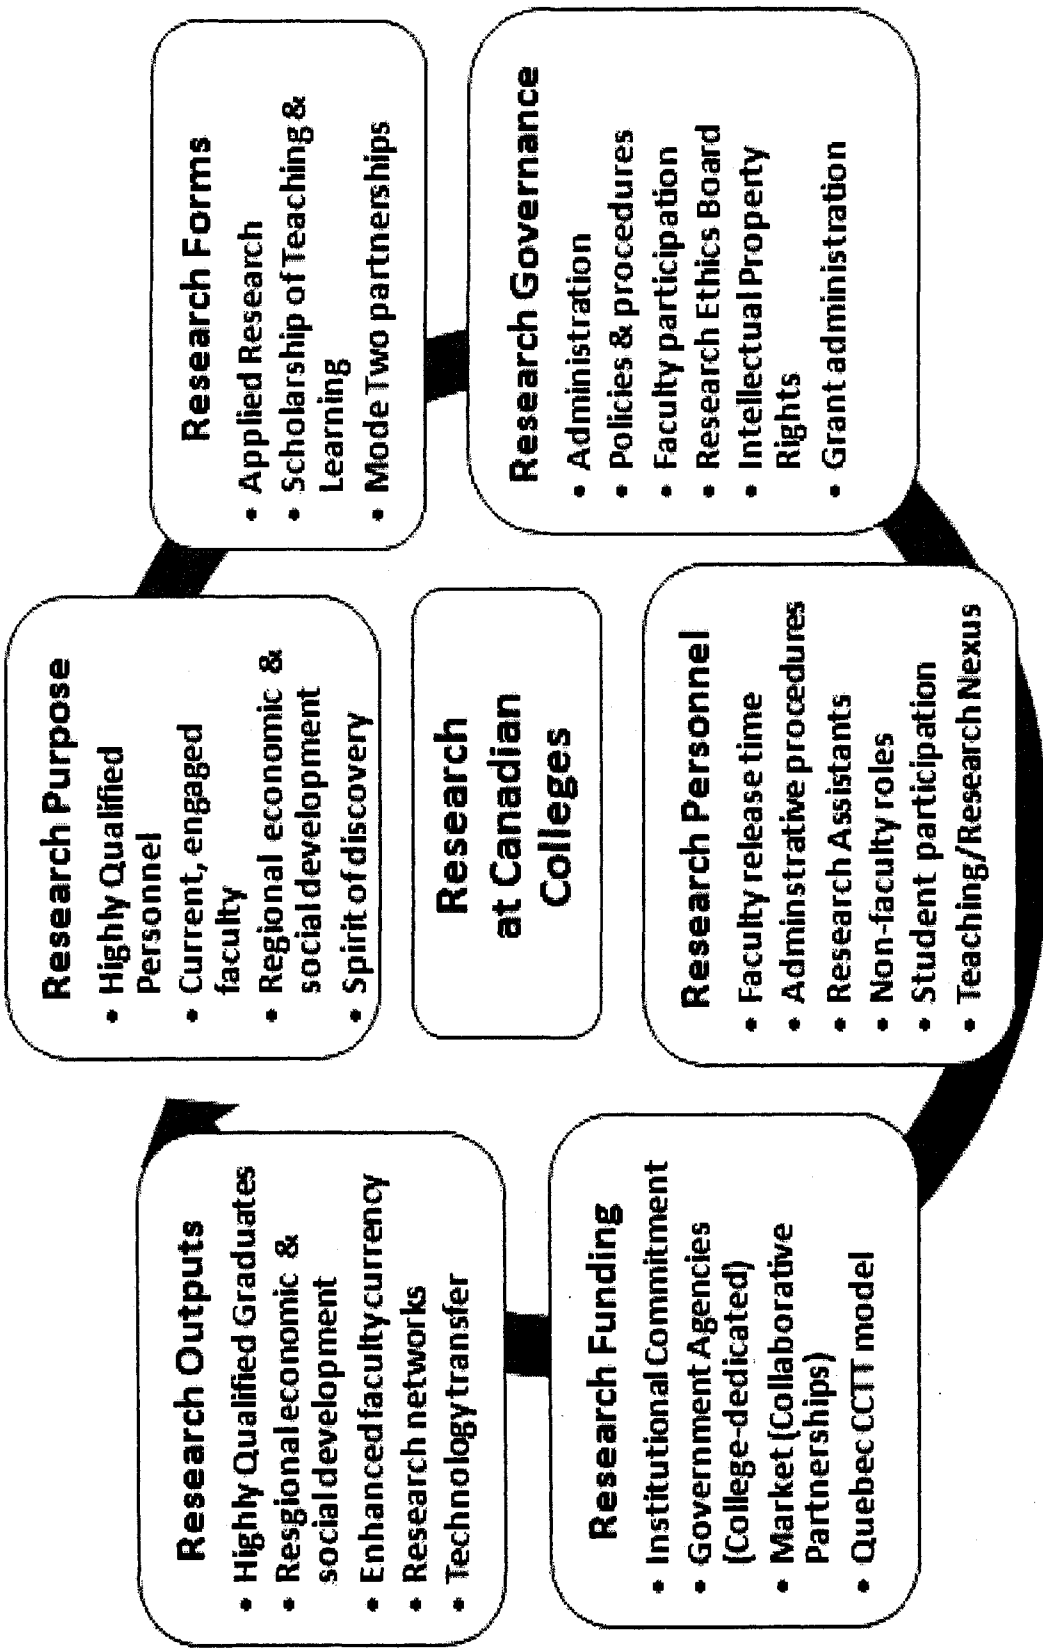 Research Purpose
• Highly Qualified
Personnel
• Current, engaged
faculty
• Regional economic &
social development
• Spirit of discovery
Research Forms
• Applied Research
• Scholarship of Teaching &
Learning
• Mode Two partnerships
Research Governance
• Administration
• Policies & procedures
• Faculty participation
• Research Ethics Board
• Intellectual Property
Rights
• Grant administration
Research Personnel
• Faculty release time
• Adminstrative procedures
• Research Assistants
• Non-faculty roles
• Student participation
• Teaching/Research Nexus
Research Funding
• Institutional Commitment
• Government Agencies
(College-dedicated)
• Market (Collaborative
Partnerships)
• Quebec CCTT model
Research Outputs
• Highly Qualified Graduates
• Resgional economic &
social development
• Enhanced faculty currency
• Research networks
• Technology transfer
Research
at Canadian
Colleges